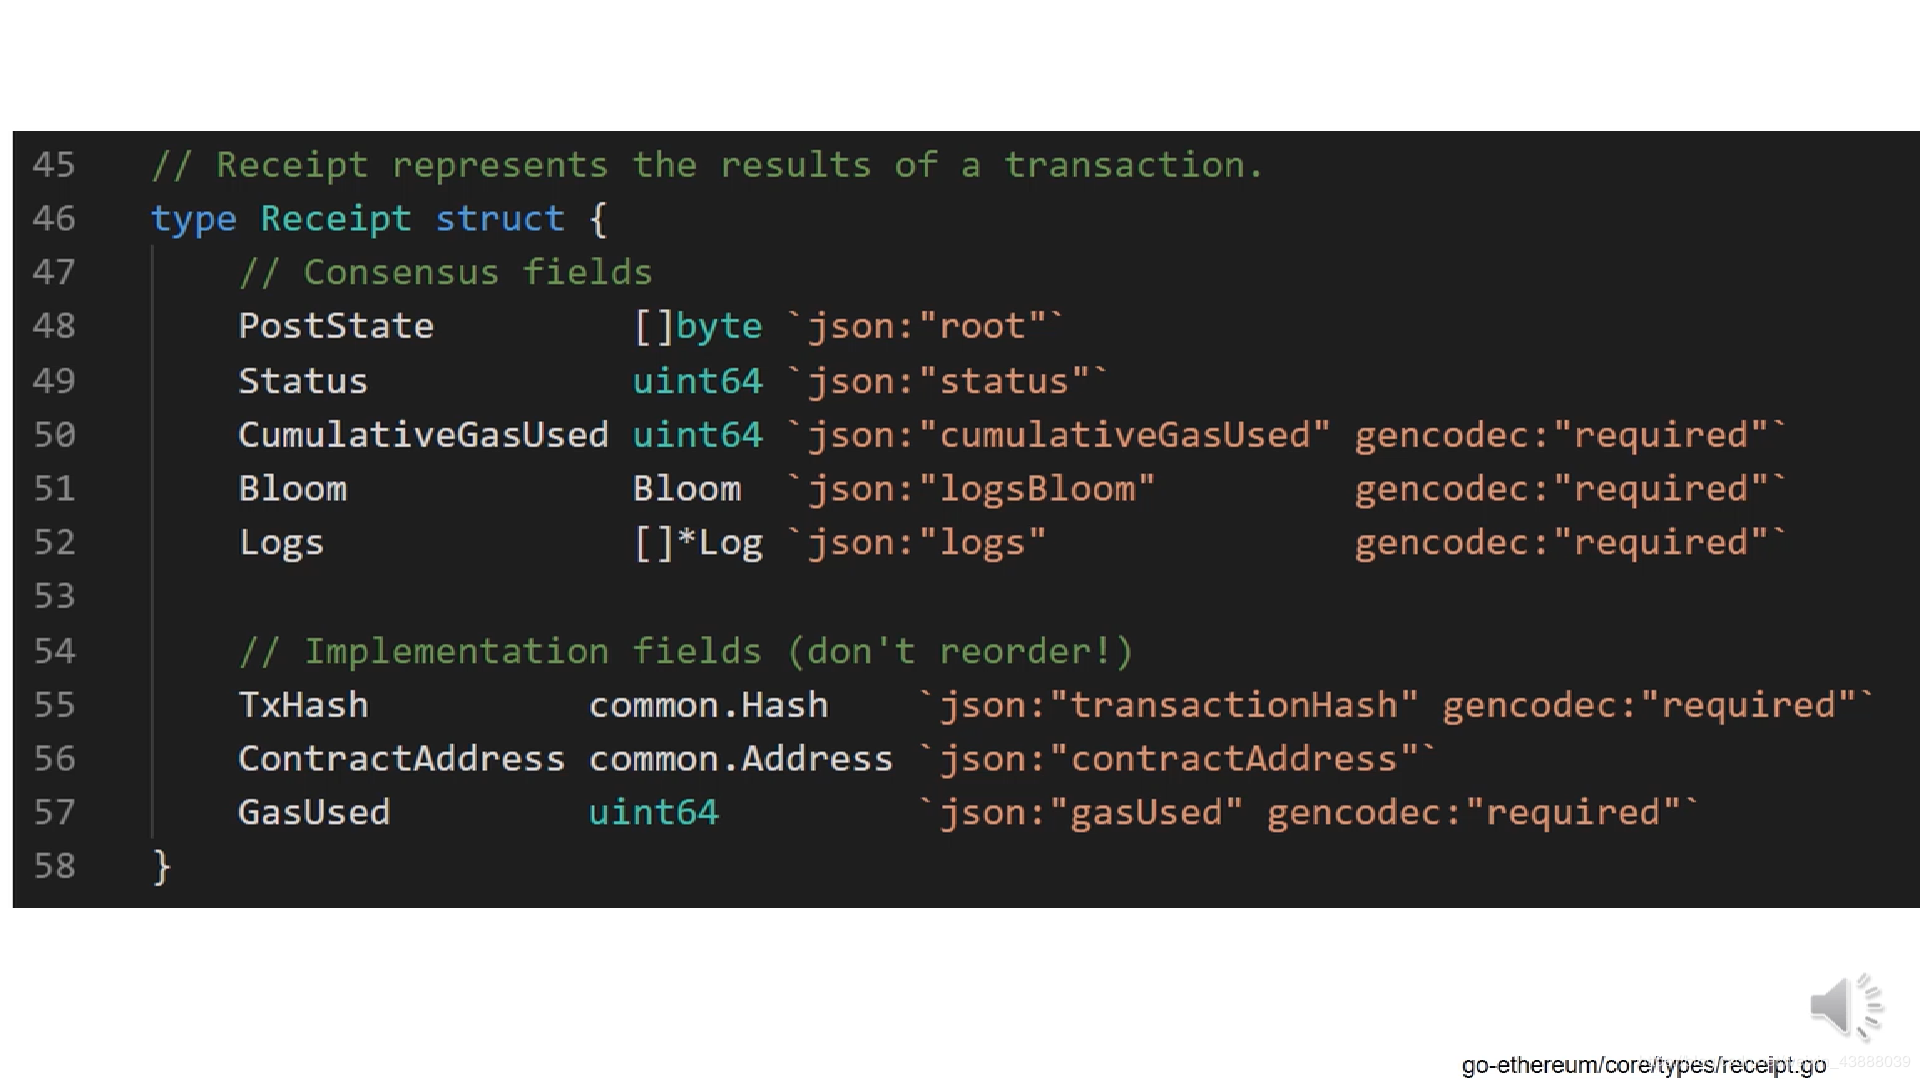 45 // Receipt represents the results of a transaction.
46 type Receipt struct {
47 // Consensus fields
48 PostState []byte `json:"root"`
49 Status uint64 `json:"status"`
50 CumulativeGasUsed uint64 `json:"cumulativeGasUsed" gencodec:"required"`
51 Bloom Bloom `json:"logsBloom" gencodec:"required"`
52 Logs []*Log `json:"logs" gencodec:"required"`
53
54 // Implementation fields (don't reorder!)
55 TxHash common.Hash `json:"transactionHash" gencodec:"required"`
56 ContractAddress common.Address `json:"contractAddress"`
57 GasUsed uint64 `json:"gasUsed" gencodec:"required"`
58 }
go-ethereum/core/types/receipt.go
43888039